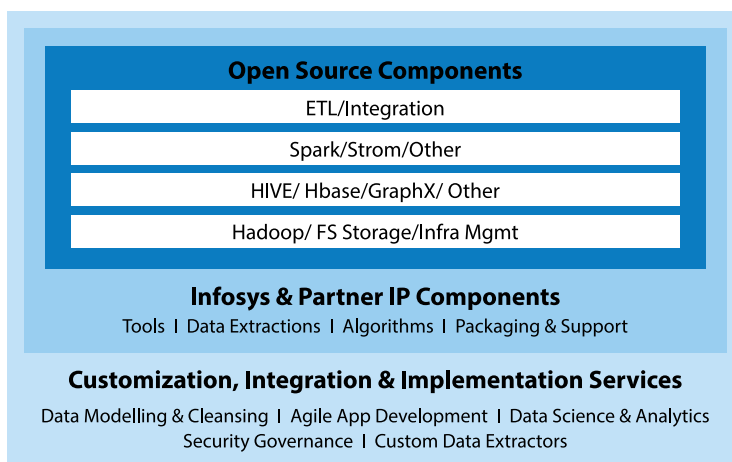 Open Source Components
ETL/Integration
Spark/Strom/Other
HIVE/ Hbase/GraphX/ Other
Hadoop/ FS Storage/Infra Mgmt
Infosys & Partner IP Components
Tools I Data Extractions I Algorithms I Packaging & Support
Customization, Integration & Implementation Services
Data Modelling & Cleansing I Agile App Development I Data Science & Analytics
Security Governance I Custom Data Extractors